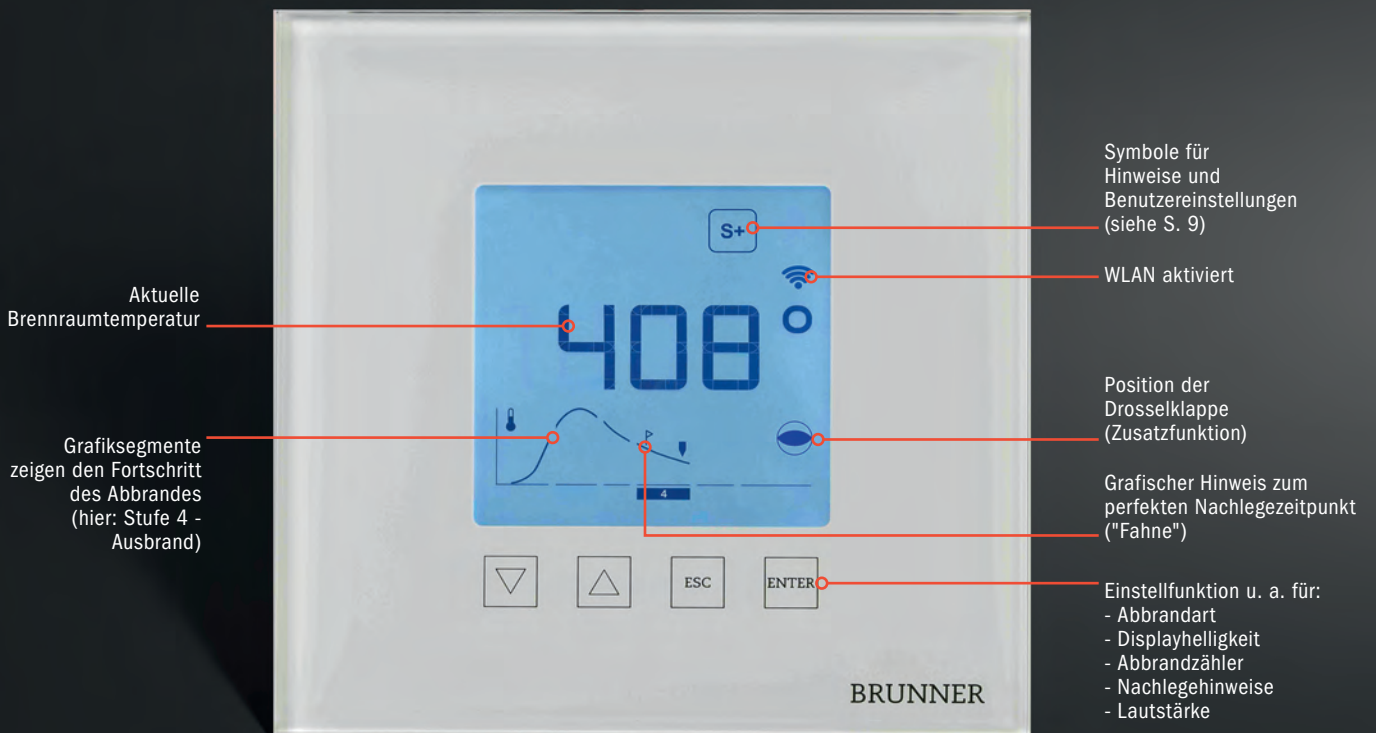 Aktuelle
Brennraumtemperatur
Grafiksegmente
zeigen den Fortschritt
des Abbrandes
(hier: Stufe 4 -
Ausbrand)
S+
408°
4
ESC
ENTER
BRUNNER
Symbole für
Hinweise und
Benutzereinstellungen
(siehe S. 9)
WLAN aktiviert
Position der
Drosselklappe
(Zusatzfunktion)
Grafischer Hinweis zum
perfekten Nachlegezeitpunkt
("Fahne")
Einstellfunktion u. a. für:
- Abbrandart
- Displayhelligkeit
- Abbrandzähler
- Nachlegehinweise
- Lautstärke